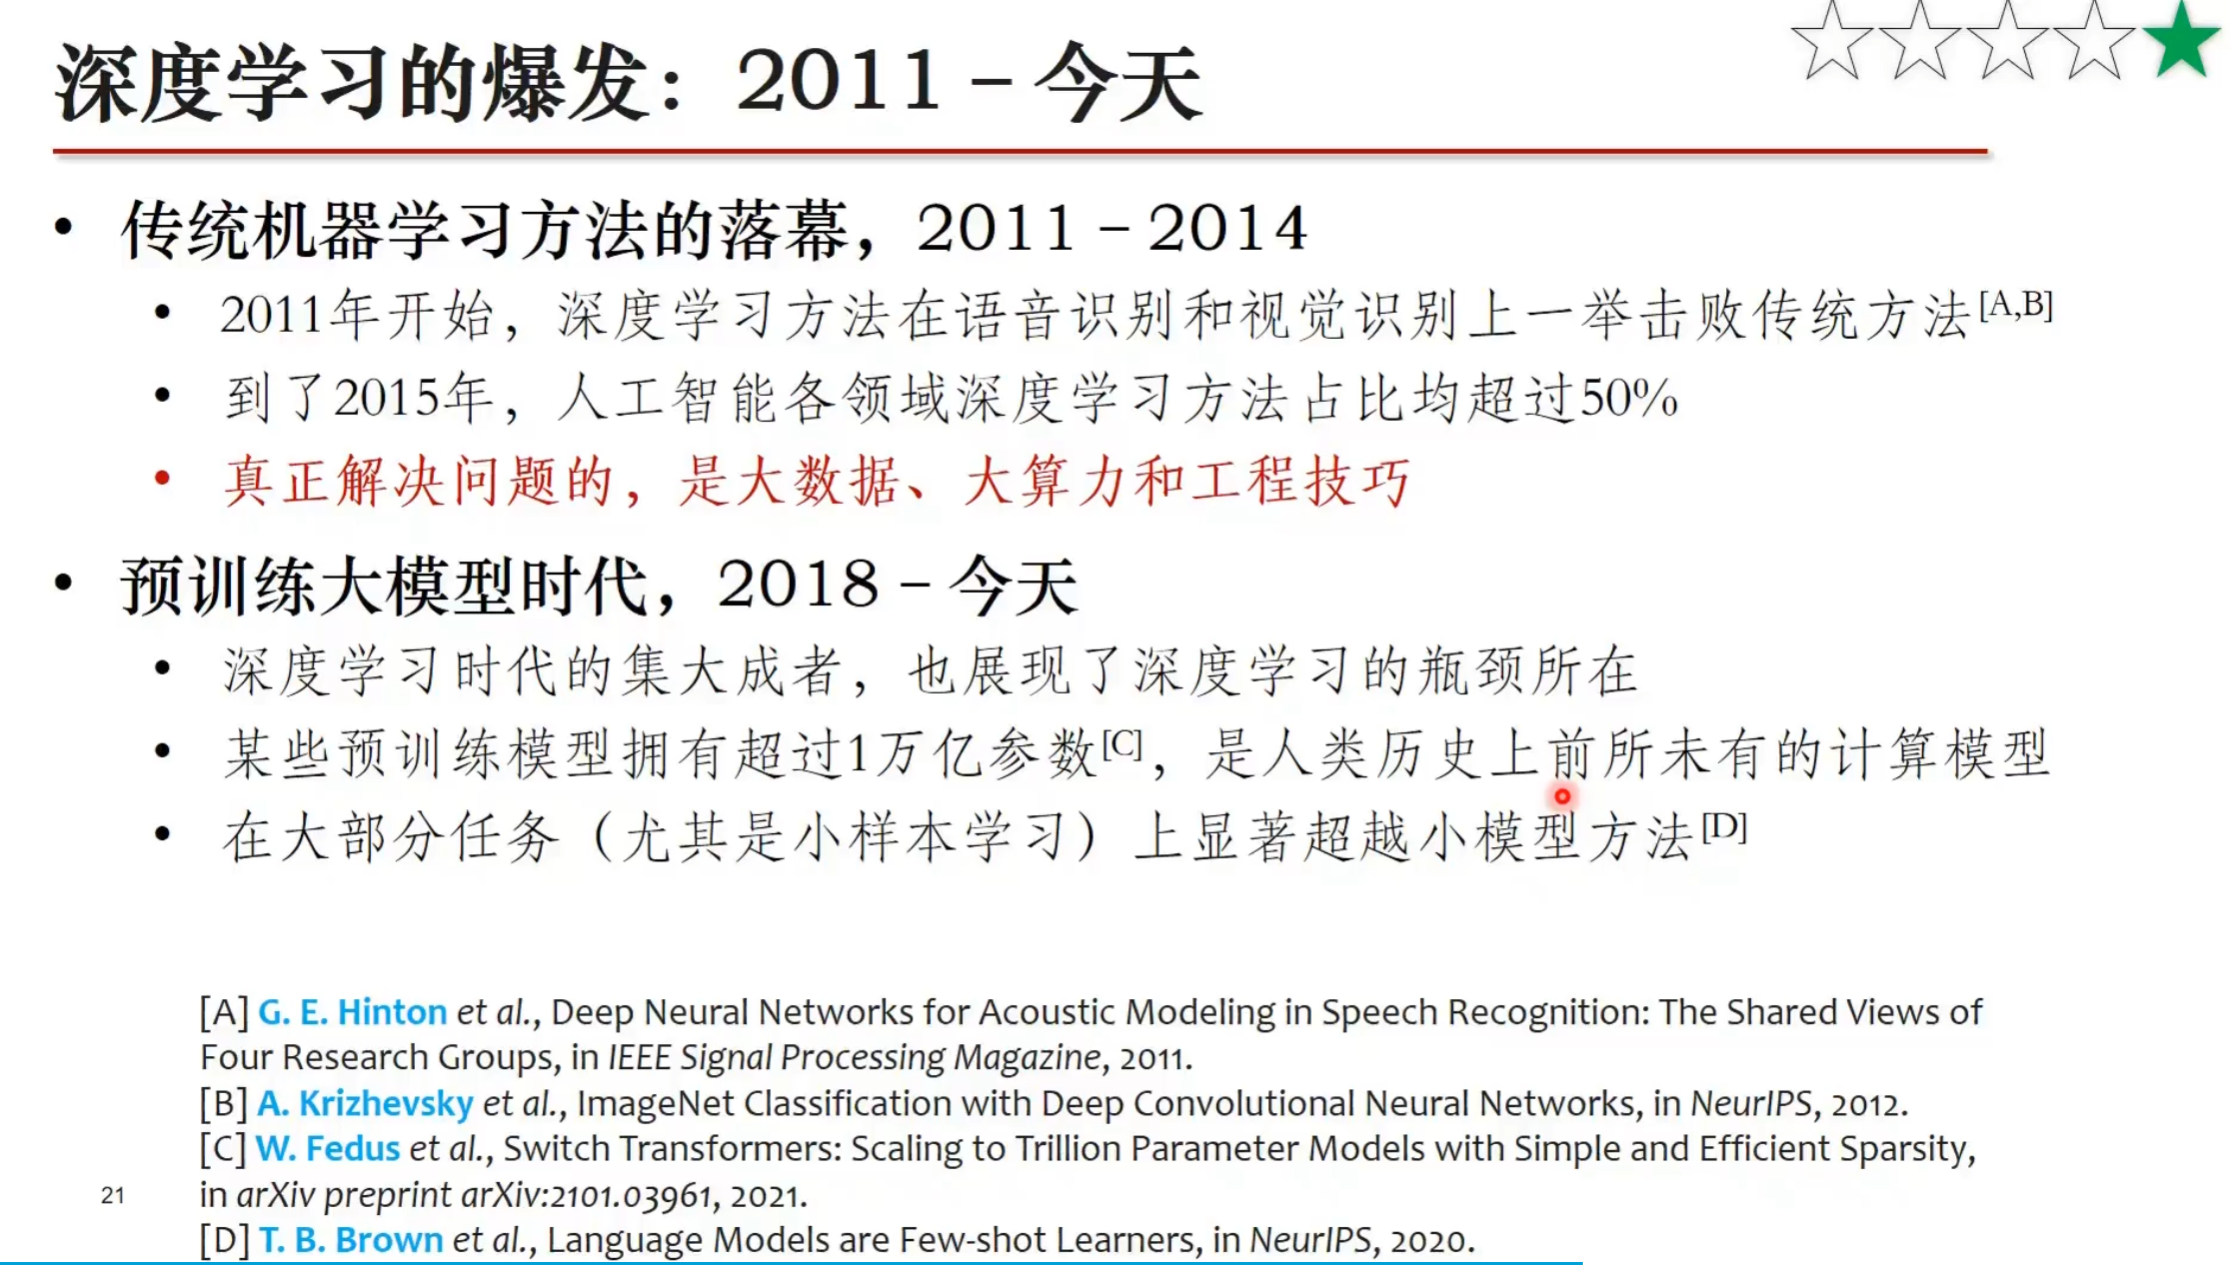 深度学习的爆发：2011 – 今天
• 传统机器学习方法的落幕，2011 – 2014
• 2011年开始，深度学习方法在语音识别和视觉识别上一举击败传统方法[A,B]
• 到了2015年，人工智能各领域深度学习方法占比均超过50%
• 真正解决问题的，是大数据、大算力和工程技巧
• 预训练大模型时代，2018 – 今天
• 深度学习时代的集大成者，也展现了深度学习的瓶颈所在
• 某些预训练模型拥有超过1万亿参数[C]，是人类历史上前所未有的计算模型
• 在大部分任务（尤其是小样本学习）上显著超越小模型方法[D]
[A] G. E. Hinton et al., Deep Neural Networks for Acoustic Modeling in Speech Recognition: The Shared Views of
Four Research Groups, in IEEE Signal Processing Magazine, 2011.
[B] A. Krizhevsky et al., ImageNet Classification with Deep Convolutional Neural Networks, in NeurIPS, 2012.
[C] W. Fedus et al., Switch Transformers: Scaling to Trillion Parameter Models with Simple and Efficient Sparsity,
in arXiv preprint arXiv:2101.03961, 2021.
[D] T. B. Brown et al., Language Models are Few-shot Learners, in NeurIPS, 2020.
21